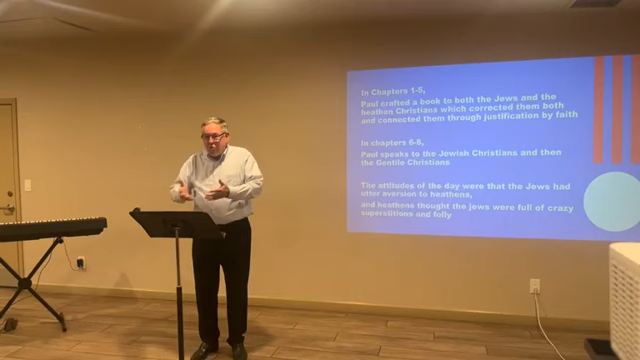 In Chapters 1-5,
Paul crafted a book to both the Jews and the
heathen Christians which corrected them both
and connected them through justification by faith
In chapters 6-8,
Paul speaks to the Jewish Christians and then
the Gentile Christians
The attitudes of the day were that the Jews had
utter aversion to heathens,
and heathens thought the jews were full of crazy
superstitions and folly